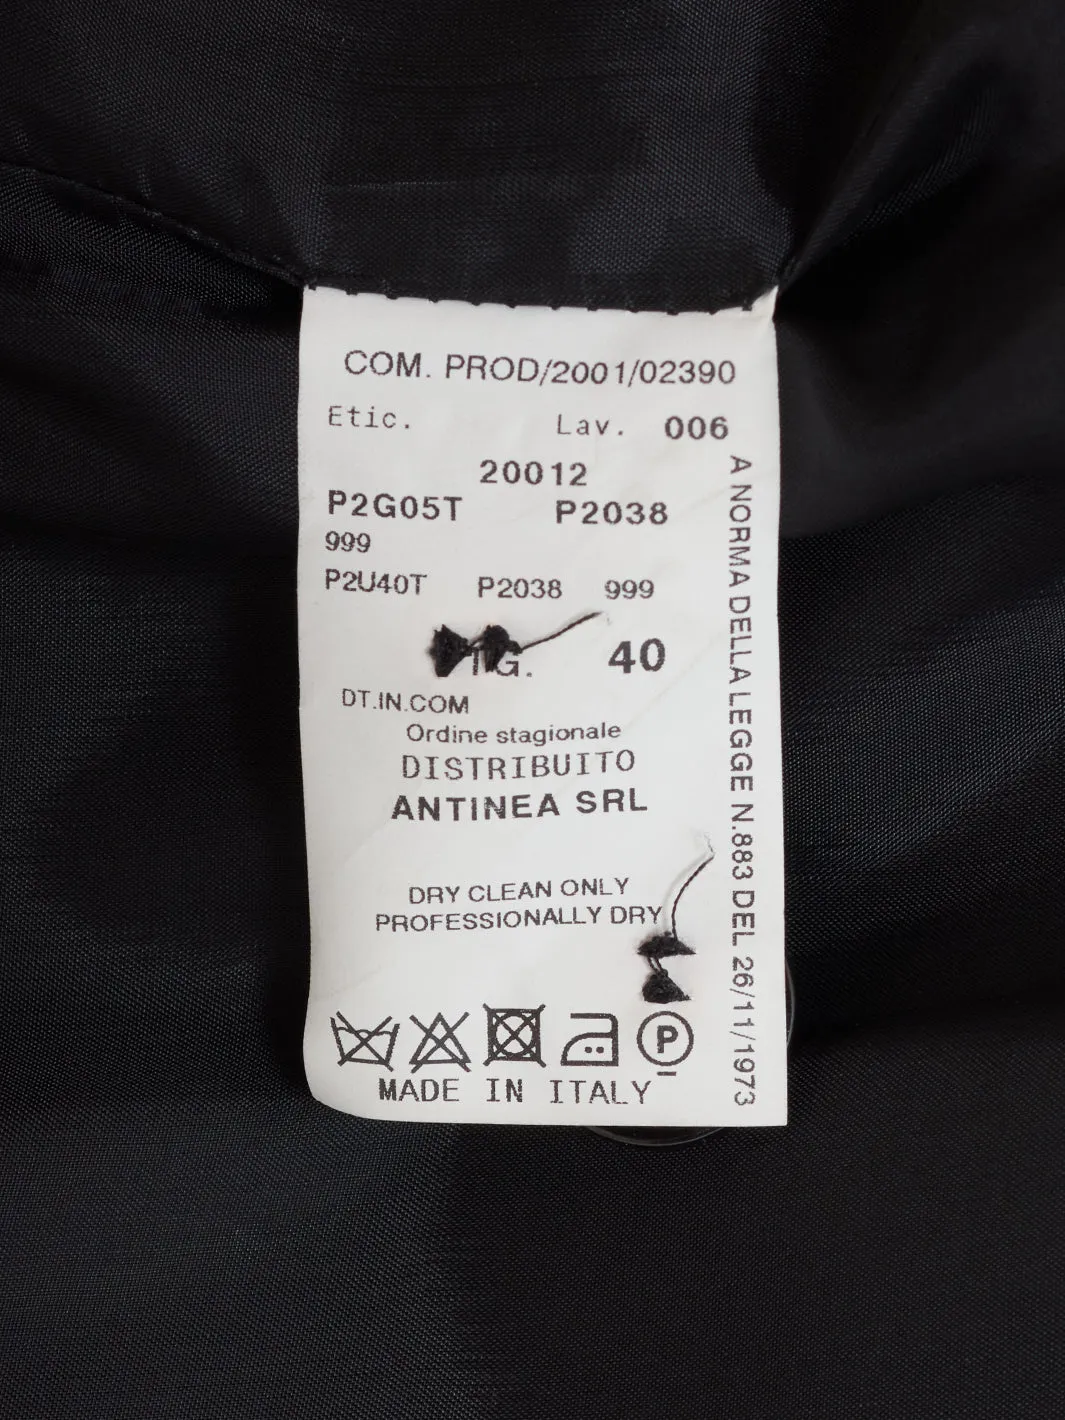 COM. PROD/2001/02390
Etic. Lav. 006
20012
P2G05T P2038
999
P2U40T P2038 999
TG. 40
DT.IN.COM
Ordine stagionale
DISTRIBUITO
ANTINEA SRL
DRY CLEAN ONLY
PROFESSIONALLY DRY
P
MADE IN ITALY
A NORMA DELLA LEGGE N.883 DEL 26/11/1973